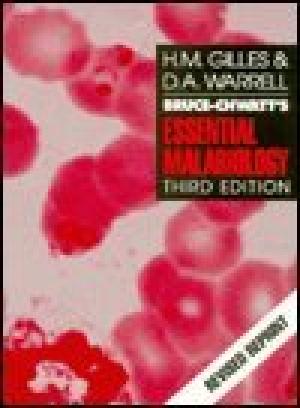 H.M. GILLES &
D.A. WARRELL
BRUCE-CHWATT'S
ESSENTIAL
MALARIOLOGY
THIRD EDITION
REVISED REPRINT